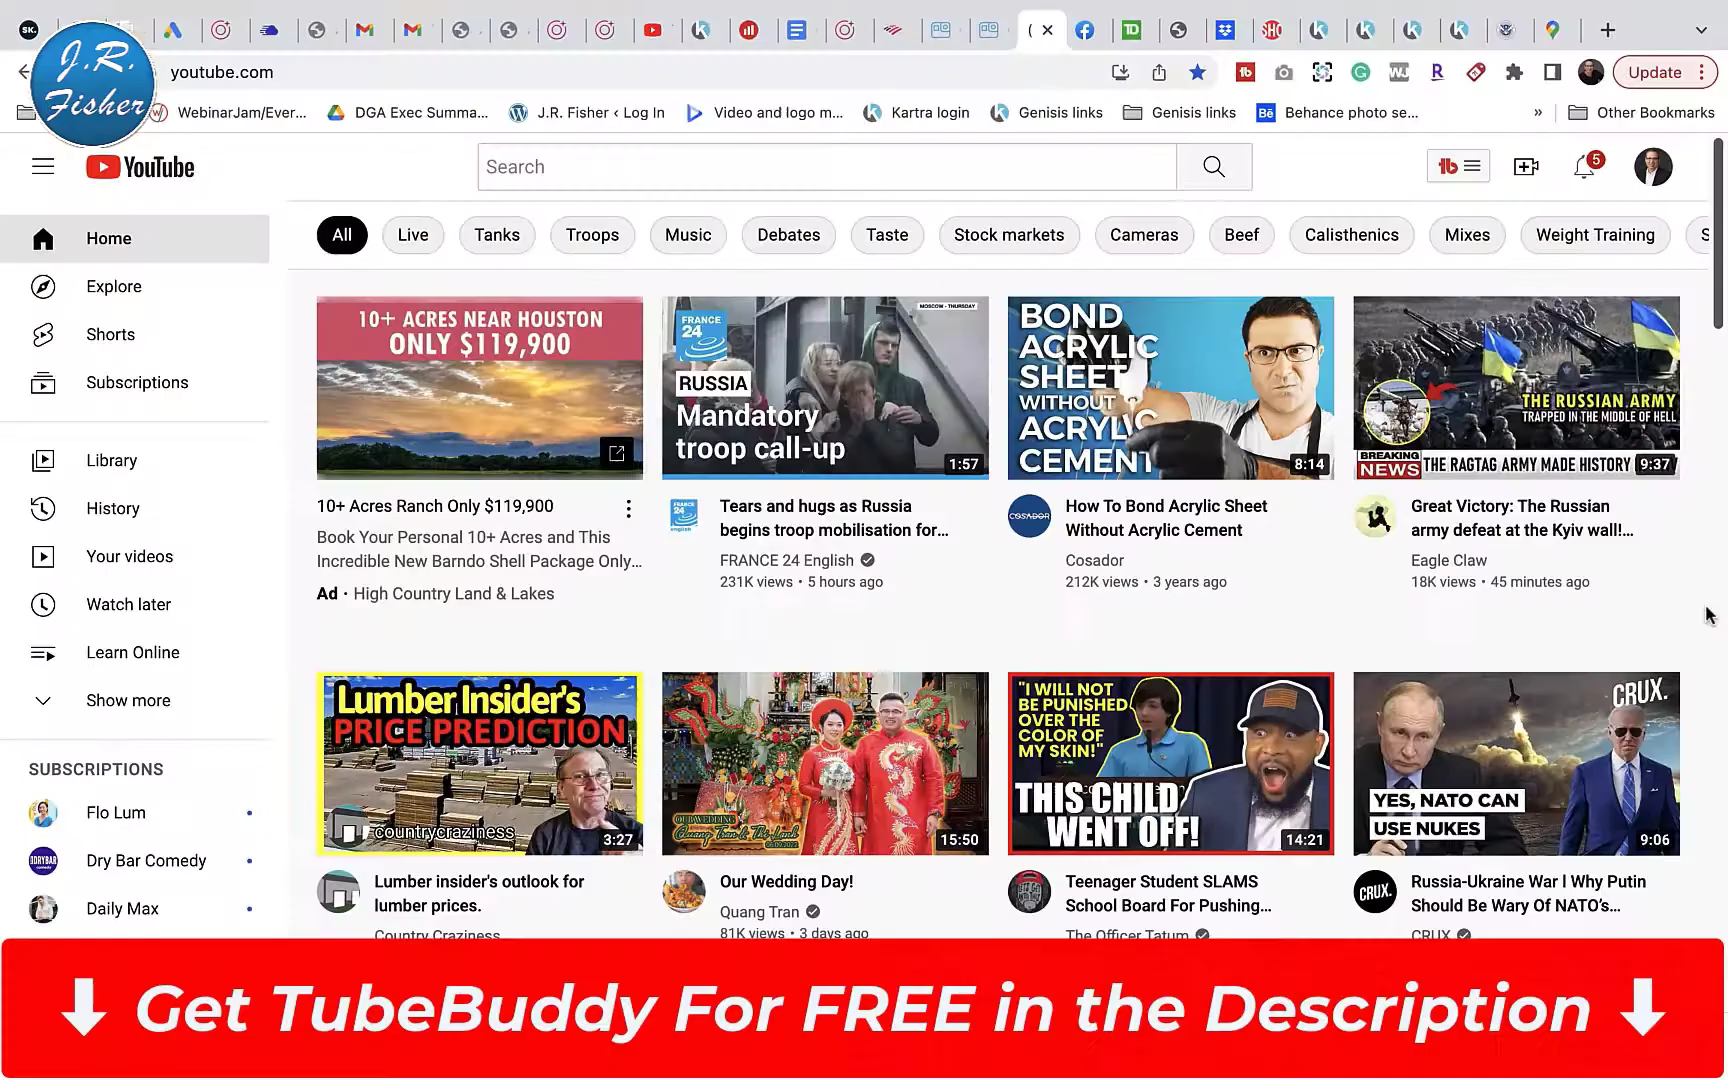 J.R.
Fisher
youtube.com
Update
WebinarJam/Ever...
DGA Exec Summa...
J.R. Fisher ‹ Log In
Video and logo m...
Kartra login
Genisis links
Genisis links
Behance photo se...
»
Other Bookmarks
YouTube
Search
5
Home
Explore
Shorts
Subscriptions
Library
History
Your videos
Watch later
Learn Online
Show more
SUBSCRIPTIONS
Flo Lum
Dry Bar Comedy
Daily Max
All
Live
Tanks
Troops
Music
Debates
Taste
Stock markets
Cameras
Beef
Calisthenics
Mixes
Weight Training
10+ ACRES NEAR HOUSTON
ONLY $119,900
10+ Acres Ranch Only $119,900
Book Your Personal 10+ Acres and This
Incredible New Barndo Shell Package Only...
Ad • High Country Land & Lakes
MOSCOW - THURSDAY
FRANCE
24
RUSSIA
Mandatory
troop call-up
1:57
Tears and hugs as Russia
begins troop mobilisation for...
FRANCE 24 English
231K views • 5 hours ago
BOND
ACRYLIC
SHEET
WITHOUT
ACRYLIC
CEMENT
8:14
COSADOR
How To Bond Acrylic Sheet
Without Acrylic Cement
Cosador
212K views • 3 years ago
THE RUSSIAN ARMY
TRAPPED IN THE MIDDLE OF HELL
BREAKING
NEWS
THE RAGTAG ARMY MADE HISTORY
9:37
Great Victory: The Russian
army defeat at the Kyiv wall!...
Eagle Claw
18K views • 45 minutes ago
Lumber Insider's
PRICE PREDICTION
countrycraziness
3:27
Lumber insider's outlook for
lumber prices.
Country Craziness
OUR WEDDING
Quang Tran & Thu Lanh
15:50
Our Wedding Day!
Quang Tran
81K views • 3 days ago
"I WILL NOT
BE PUNISHED
OVER THE
COLOR OF
MY SKIN!"
THIS CHILD
WENT OFF!
14:21
Teenager Student SLAMS
School Board For Pushing...
The Officer Tatum
CRUX.
YES, NATO CAN
USE NUKES
9:06
CRUX.
Russia-Ukraine War l Why Putin
Should Be Wary Of NATO's...
CRUX
Get TubeBuddy For FREE in the Description